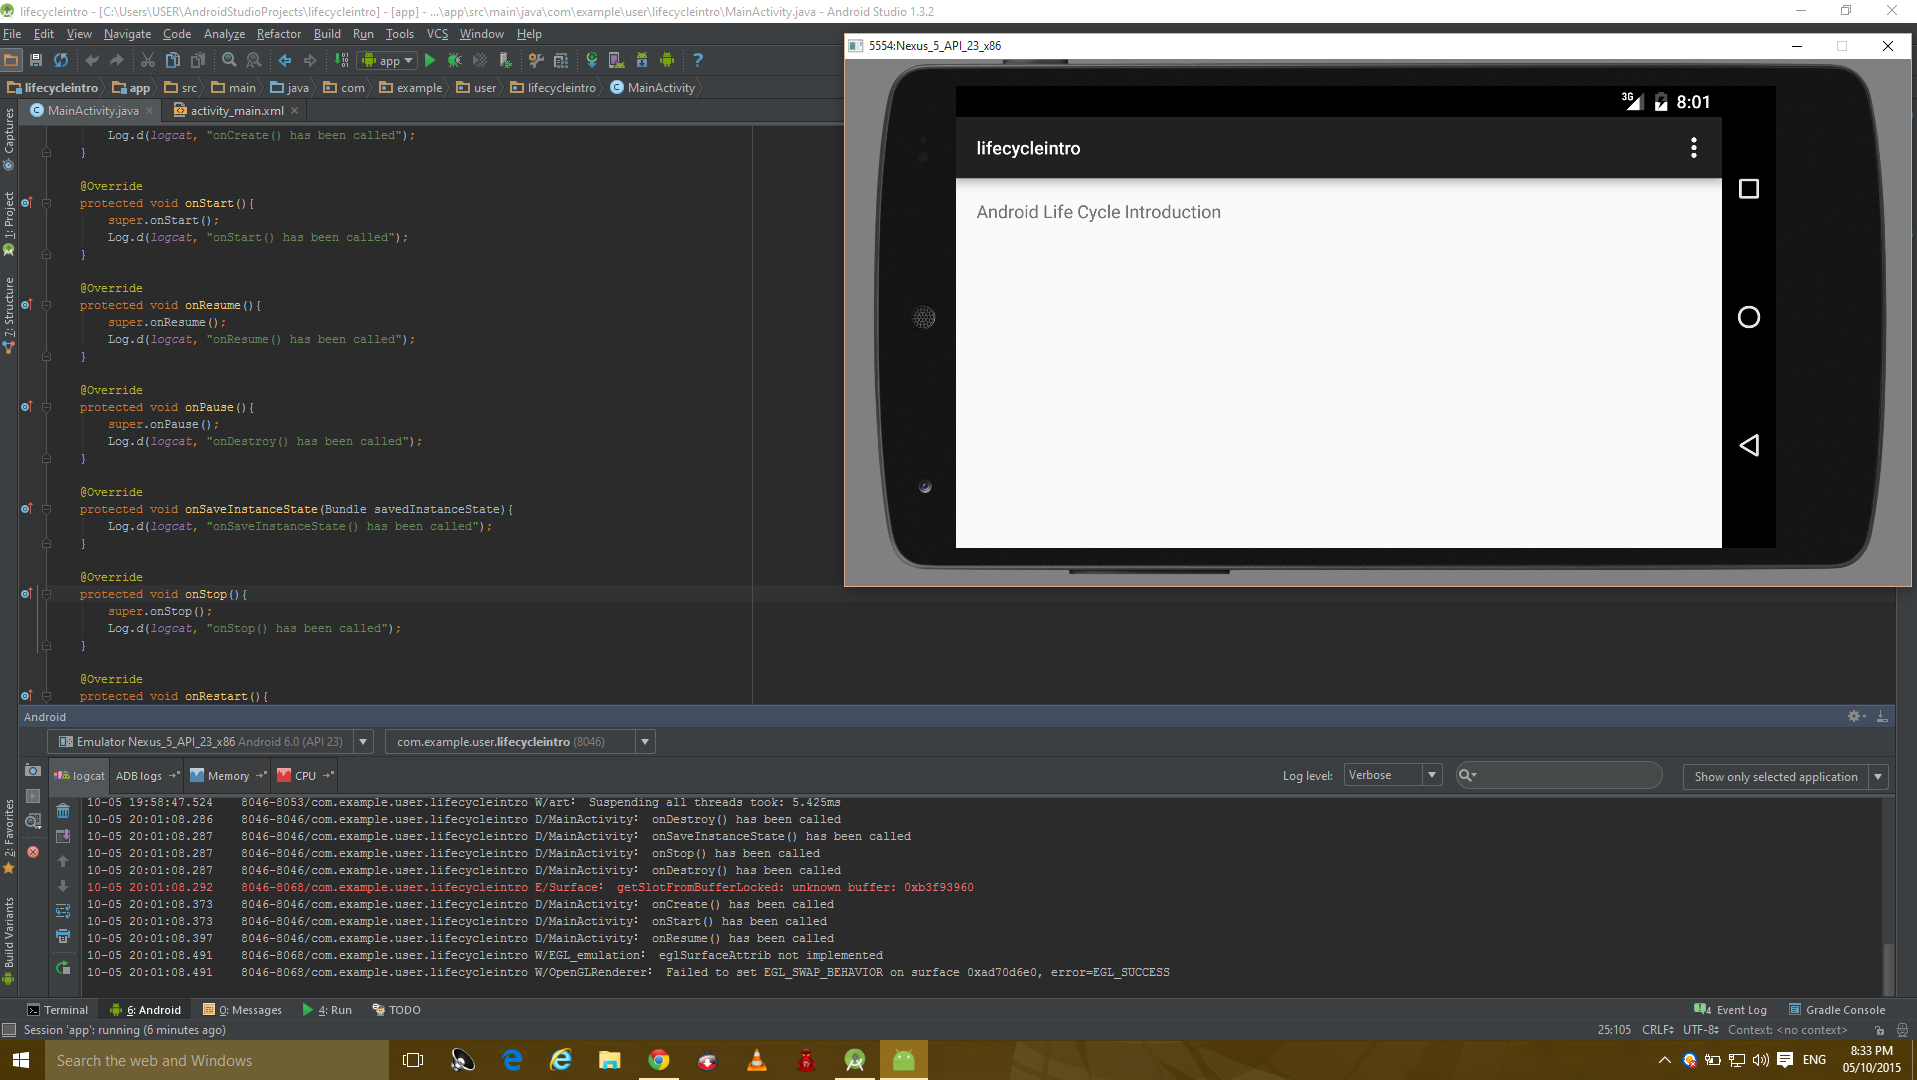 lifecycleintro - [C:\Users\USER\AndroidStudioProjects\lifecycleintro] - [app] - ...\app\src\main\java\com\example\user\lifecycleintro\MainActivity.java - Android Studio 1.3.2
File Edit View Navigate Code Analyze Refactor Build Run Tools VCS Window Help
app
lifecycleintro app src main java com example user lifecycleintro MainActivity
MainActivity.java activity_main.xml
Captures
1: Project
7: Structure
2: Favorites
Build Variants
Log.d(logcat, "onCreate() has been called");
}
@Override
protected void onStart(){
super.onStart();
Log.d(logcat, "onStart() has been called");
}
@Override
protected void onResume(){
super.onResume();
Log.d(logcat, "onResume() has been called");
}
@Override
protected void onPause(){
super.onPause();
Log.d(logcat, "onDestroy() has been called");
}
@Override
protected void onSaveInstanceState(Bundle savedInstanceState){
Log.d(logcat, "onSaveInstanceState() has been called");
}
@Override
protected void onStop(){
super.onStop();
Log.d(logcat, "onStop() has been called");
}
@Override
protected void onRestart(){
5554:Nexus_5_API_23_x86
3G 8:01
lifecycleintro
Android Life Cycle Introduction
Android
Emulator Nexus_5_API_23_x86 Android 6.0 (API 23) com.example.user.lifecycleintro (8046)
logcat ADB logs Memory CPU Log level: Verbose Show only selected application
10-05 19:58:47.524 8046-8053/com.example.user.lifecycleintro W/art: Suspending all threads took: 5.425ms
10-05 20:01:08.286 8046-8046/com.example.user.lifecycleintro D/MainActivity: onDestroy() has been called
10-05 20:01:08.287 8046-8046/com.example.user.lifecycleintro D/MainActivity: onSaveInstanceState() has been called
10-05 20:01:08.287 8046-8046/com.example.user.lifecycleintro D/MainActivity: onStop() has been called
10-05 20:01:08.287 8046-8046/com.example.user.lifecycleintro D/MainActivity: onDestroy() has been called
10-05 20:01:08.292 8046-8068/com.example.user.lifecycleintro E/Surface: getSlotFromBufferLocked: unknown buffer: 0xb3f93960
10-05 20:01:08.373 8046-8046/com.example.user.lifecycleintro D/MainActivity: onCreate() has been called
10-05 20:01:08.373 8046-8046/com.example.user.lifecycleintro D/MainActivity: onStart() has been called
10-05 20:01:08.397 8046-8046/com.example.user.lifecycleintro D/MainActivity: onResume() has been called
10-05 20:01:08.491 8046-8068/com.example.user.lifecycleintro W/EGL_emulation: eglSurfaceAttrib not implemented
10-05 20:01:08.491 8046-8068/com.example.user.lifecycleintro W/OpenGLRenderer: Failed to set EGL_SWAP_BEHAVIOR on surface 0xad70d6e0, error=EGL_SUCCESS
Terminal 6: Android 0: Messages 4: Run TODO 4 Event Log Gradle Console
Session 'app': running (6 minutes ago) 25:105 CRLF UTF-8 Context: <no context>
Search the web and Windows
ENG
8:33 PM
05/10/2015